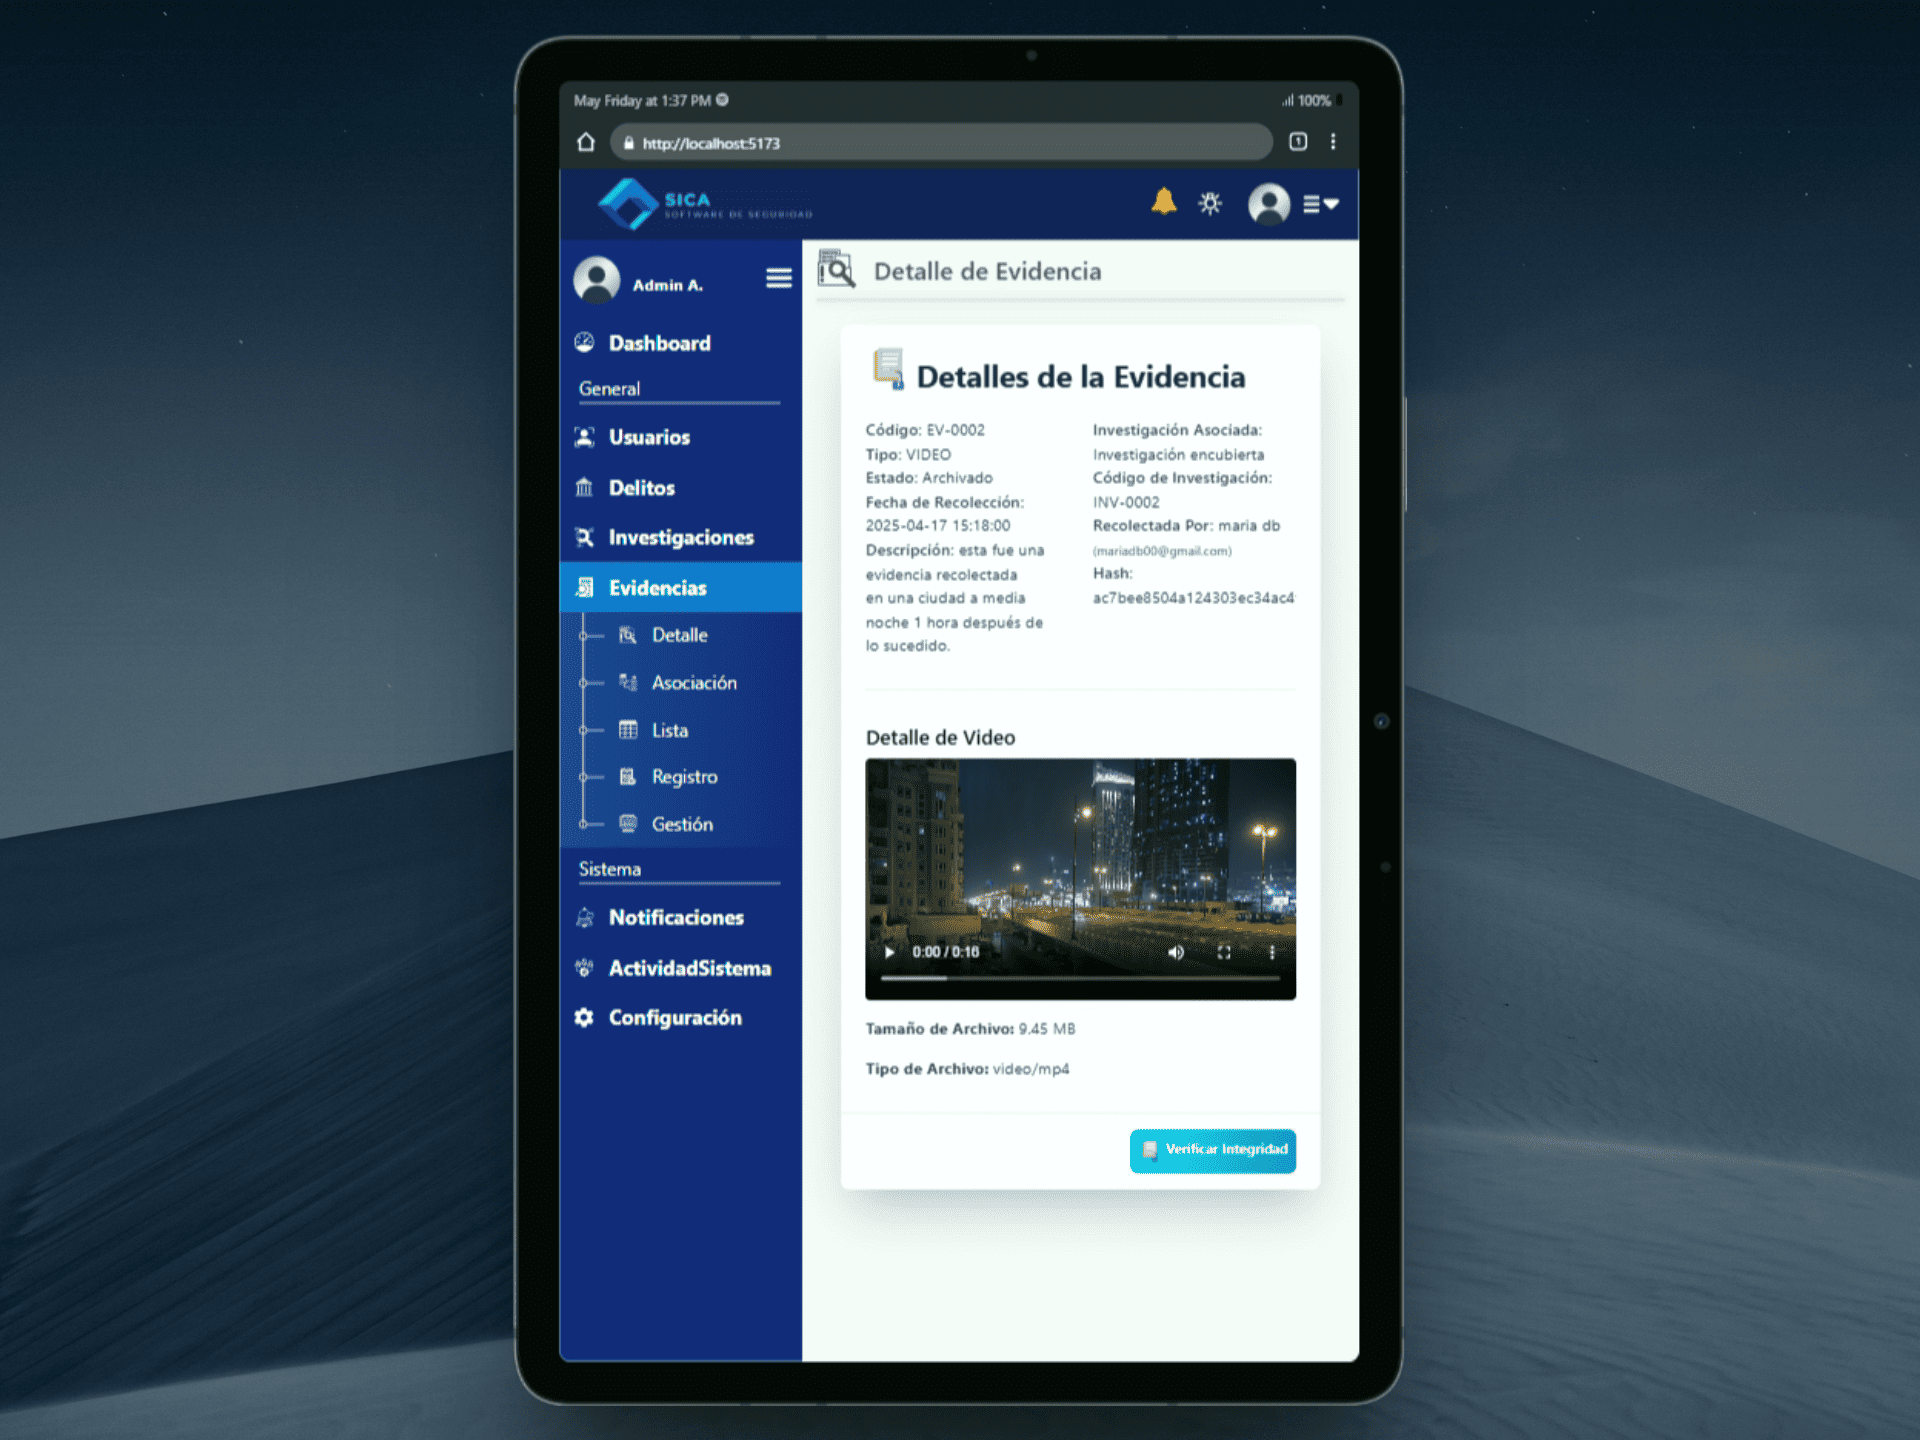 May Friday at 1:37 PM
100%
http://localhost:5173
1
SICA
SOFTWARE DE SEGURIDAD
Admin A.
Dashboard
General
Usuarios
Delitos
Investigaciones
Evidencias
Detalle
Asociación
Lista
Registro
Gestión
Sistema
Notificaciones
ActividadSistema
Configuración
Detalle de Evidencia
Detalles de la Evidencia
Código: EV-0002
Tipo: VIDEO
Estado: Archivado
Fecha de Recolección:
2025-04-17 15:18:00
Descripción: esta fue una
evidencia recolectada
en una ciudad a media
noche 1 hora después de
lo sucedido.
Investigación Asociada:
Investigación encubierta
Código de Investigación:
INV-0002
Recolectada Por: maria db
(mariadb00@gmail.com)
Hash:
ac7bee8504a124303ec34ac4
Detalle de Video
0:00 / 0:16
Tamaño de Archivo: 9.45 MB
Tipo de Archivo: video/mp4
Verificar Integridad